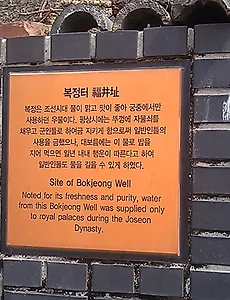 복정터 福井址
복정은 조선시대 물이 맑고 맛이 좋아 궁중에서만
사용하던 우물이다. 평상시에는 뚜껑에 자물쇠를
채우고 군인들로 하여금 지키게 함으로써 일반인들의
사용을 금했으나, 대보름에는 이 물로 밥을
지어 먹으면 일년 내내 행운이 따른다고 하여
일반인들도 물을 길을 수 있게 하였다.
Site of Bokjeong Well
Noted for its freshness and purity, water
from this Bokjeong Well was supplied only
to royal palaces during the Joseon
Dynasty.